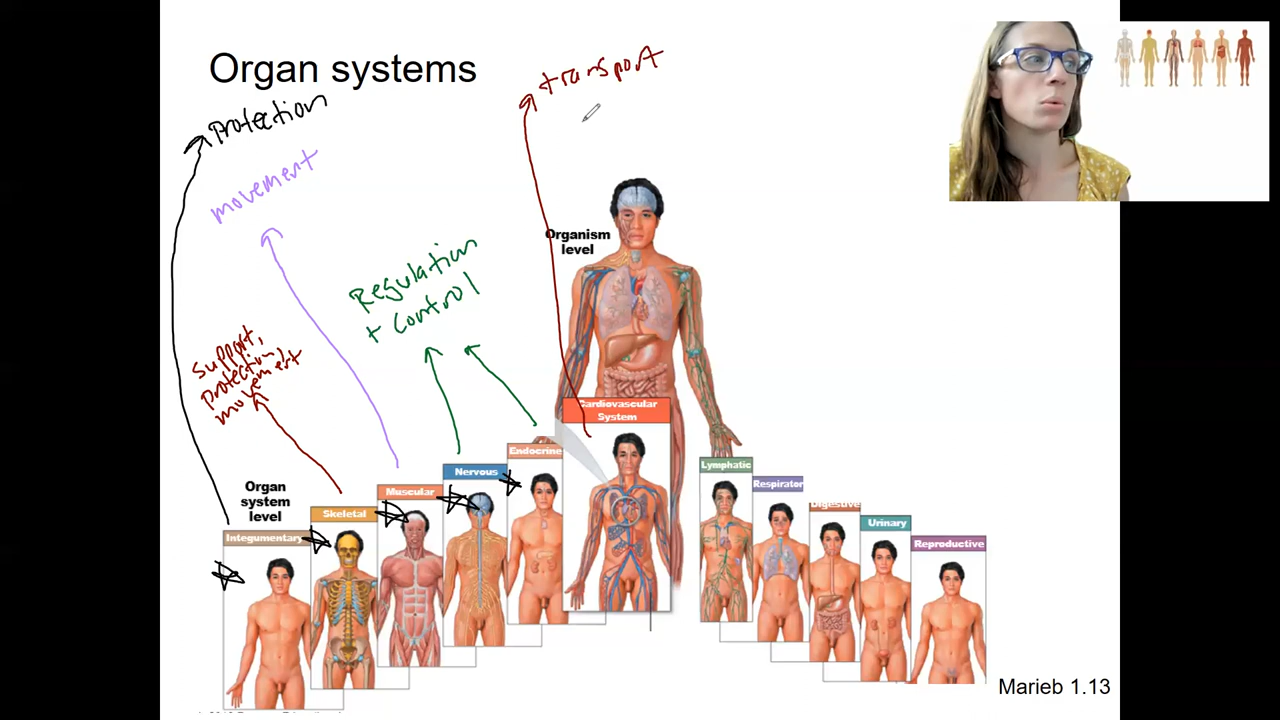 Organ systems
transport
Protection
movement
Organism
level
Regulation
+ Control
Support,
protection,
movement
Cardiovascular
System
Endocrine
Lymphatic
Nervous
Respirator
Organ
system
level
Muscular
Skeletal
Digestive
Urinary
Integumentary
Reproductive
Marieb 1.13